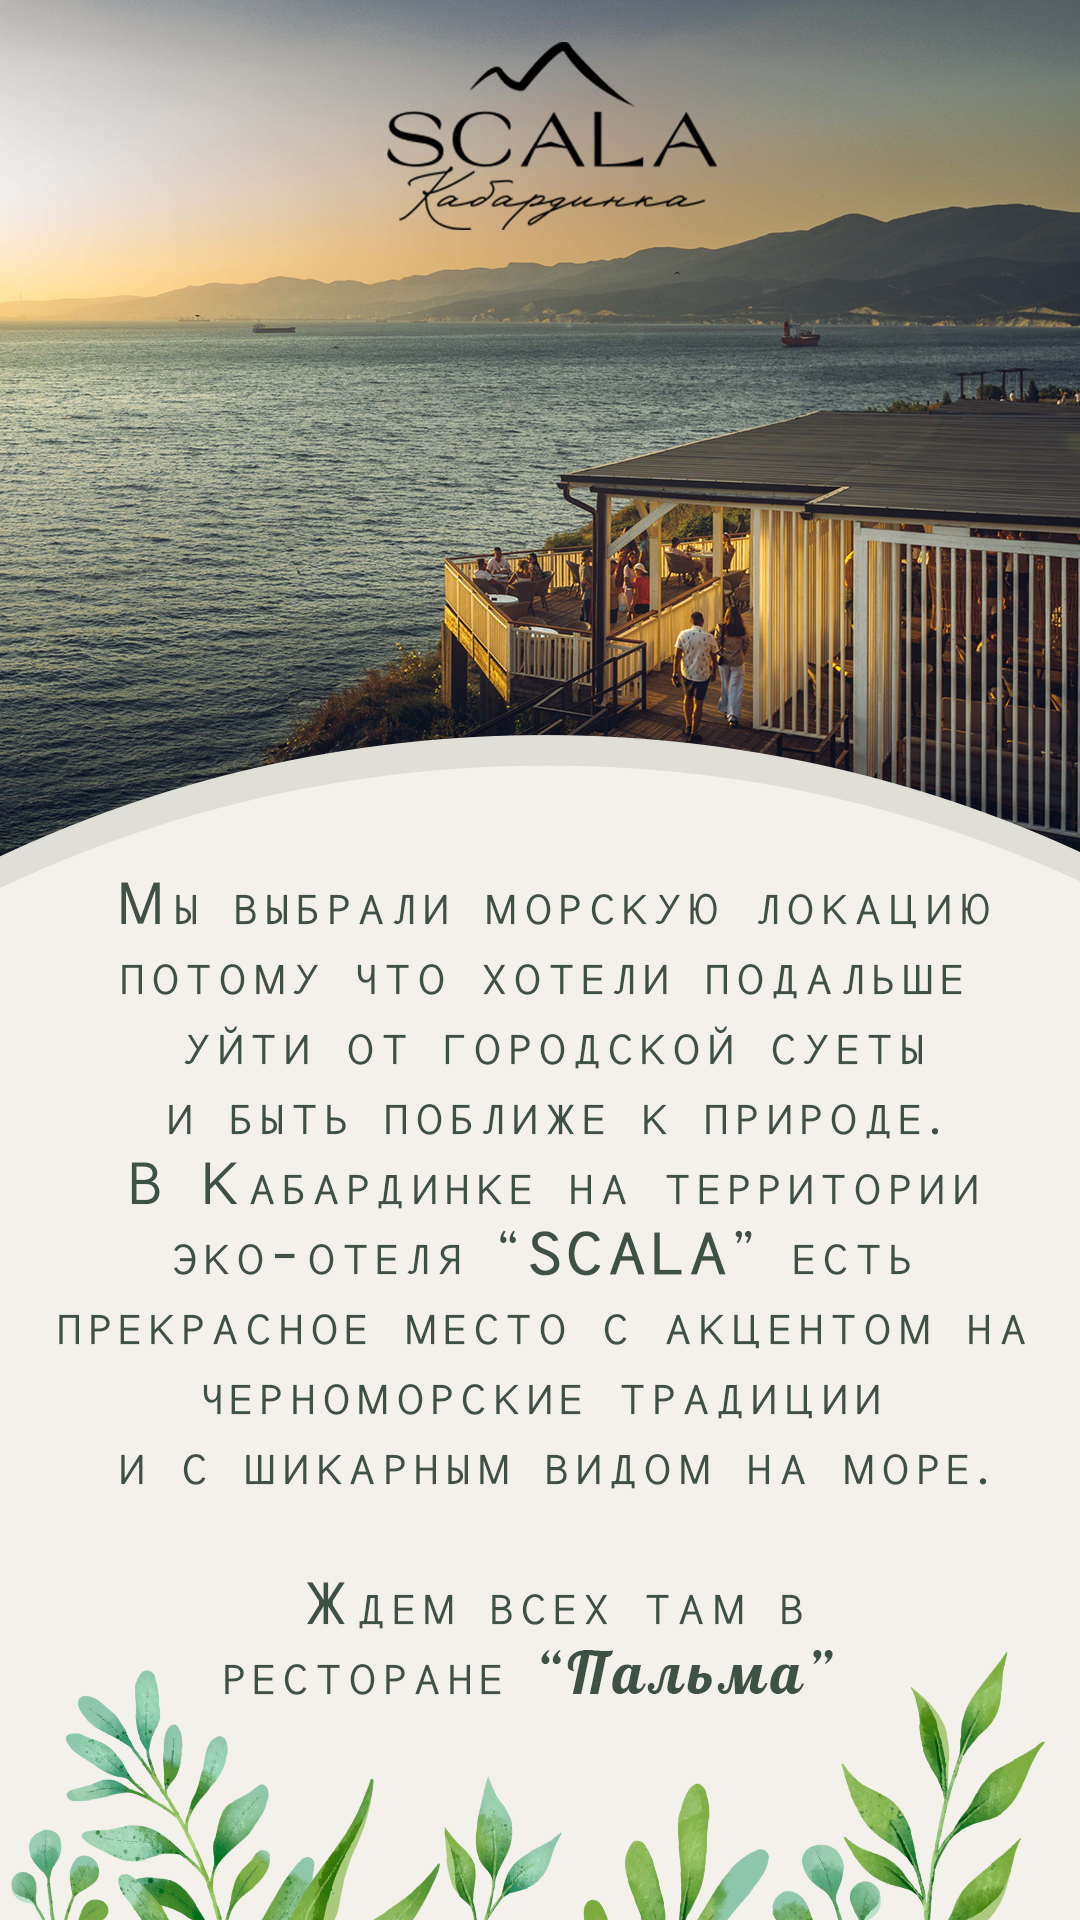 SCALA
Кабардинка
Мы выбрали морскую локацию
потому что хотели подальше
уйти от городской суеты
и быть поближе к природе.
В Кабардинке на территории
эко-отеля “SCALA” есть
прекрасное место с акцентом на
черноморские традиции
и с шикарным видом на море.
Ждем всех там в
ресторане “Пальма”